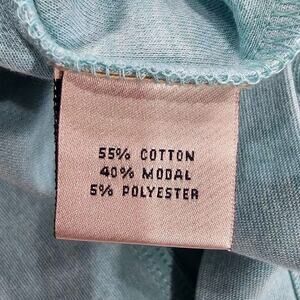 55% COTTON
40% MODAL
5% POLYESTER